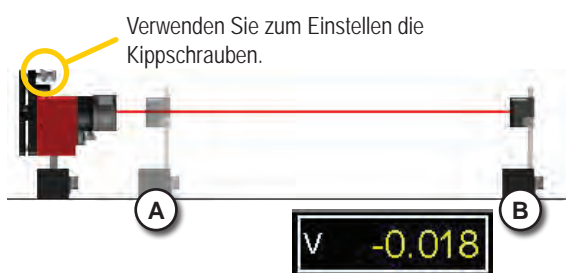 Verwenden Sie zum Einstellen die
Kippschrauben.
A
B
V -0.018